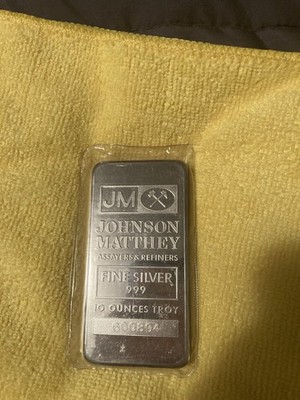 JM
JOHNSON
MATTHEY
ASSAYERS & REFINERS
FINE SILVER
999
10 OUNCES TROY